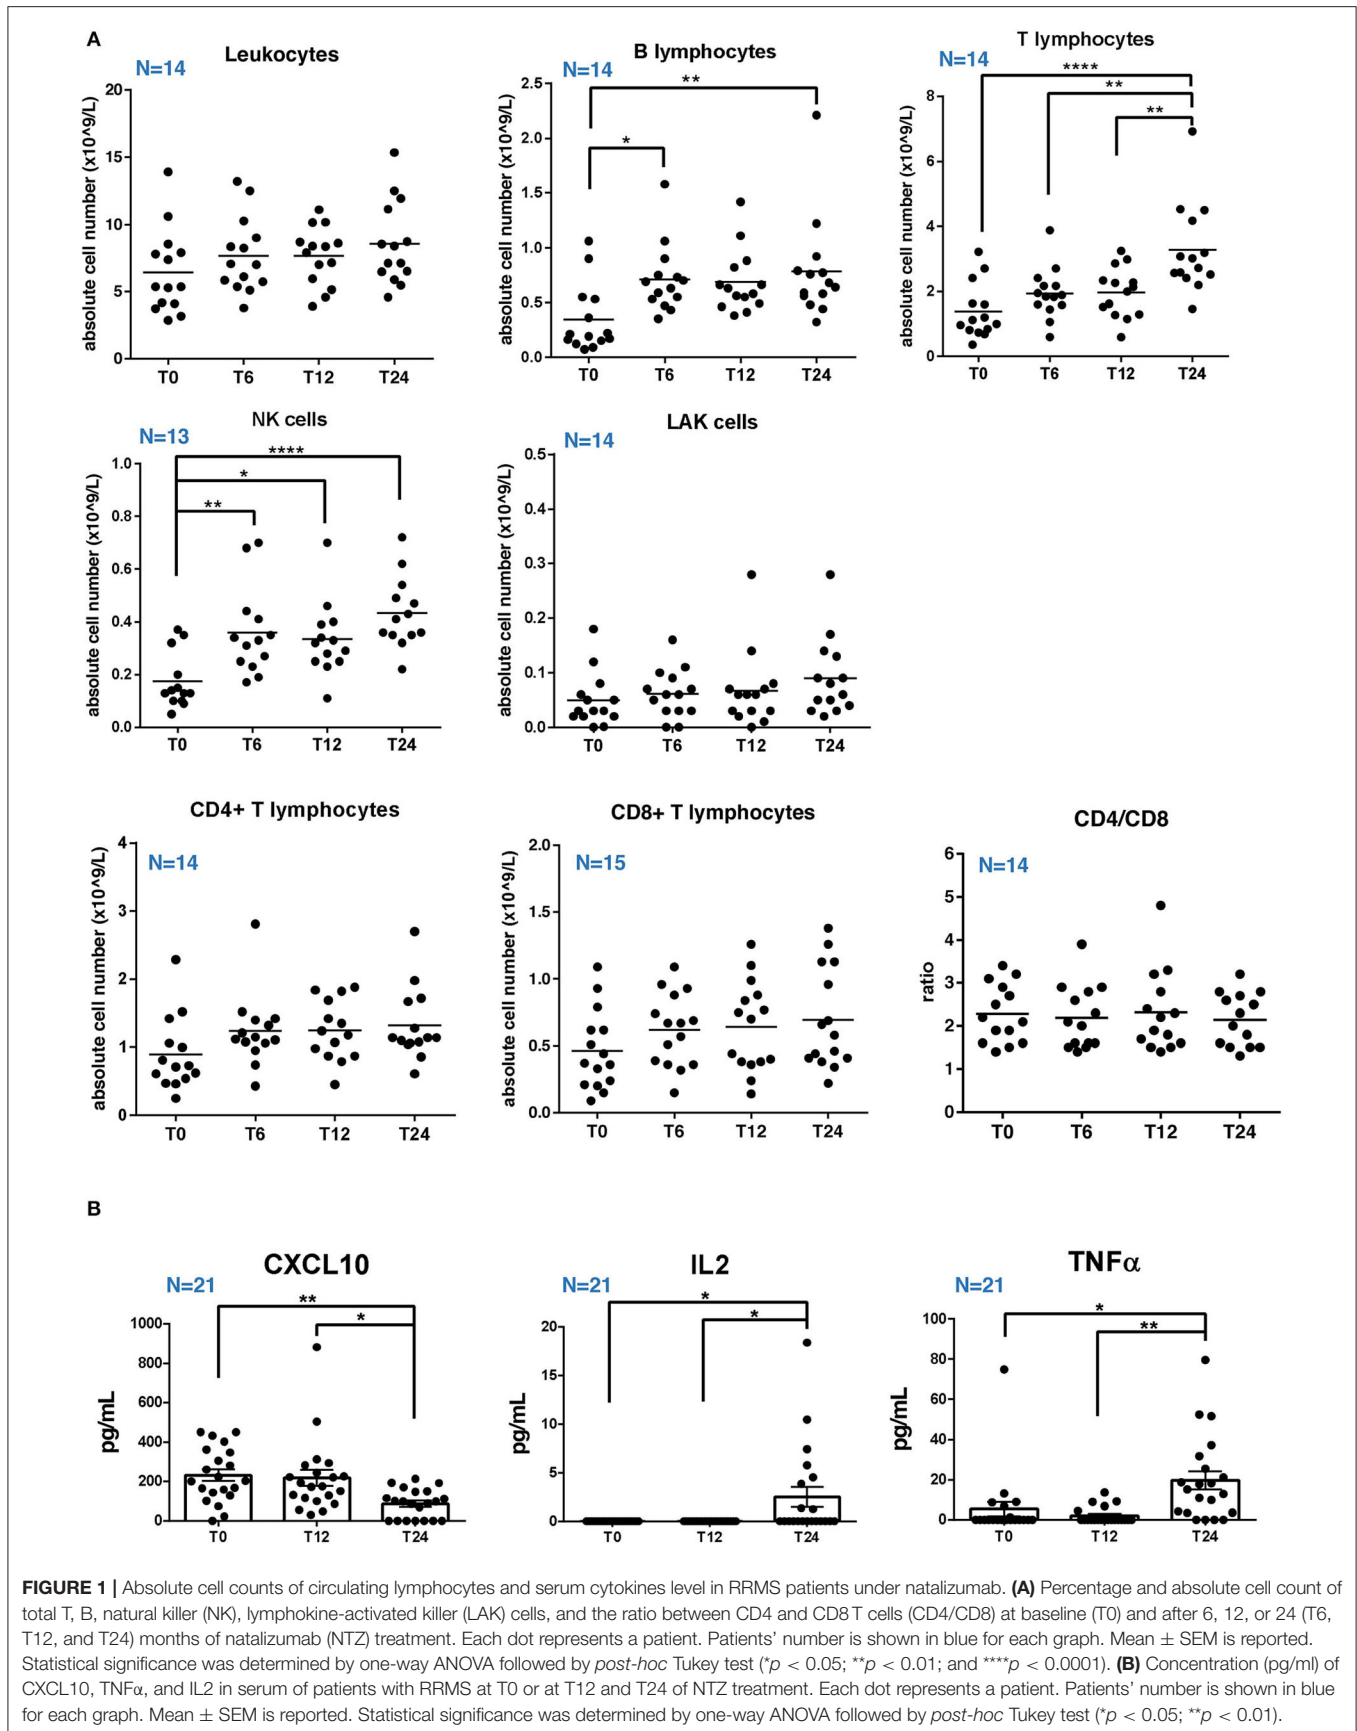 A
Leukocytes
N=14
absolute cell number (x10^9/L)
20
15
10
5
0
T0 T6 T12 T24
B lymphocytes
N=14
**
*
absolute cell number (x10^9/L)
2.5
2.0
1.5
1.0
0.5
0.0
T0 T6 T12 T24
T lymphocytes
N=14
****
**
**
absolute cell number (x10^9/L)
8
6
4
2
0
T0 T6 T12 T24
NK cells
N=13
****
*
**
absolute cell number (x10^9/L)
1.0
0.8
0.6
0.4
0.2
0.0
T0 T6 T12 T24
LAK cells
N=14
absolute cell number (x10^9/L)
0.5
0.4
0.3
0.2
0.1
0.0
T0 T6 T12 T24
CD4+ T lymphocytes
N=14
absolute cell number (x10^9/L)
4
3
2
1
0
T0 T6 T12 T24
CD8+ T lymphocytes
N=15
absolute cell number (x10^9/L)
2.0
1.5
1.0
0.5
0.0
T0 T6 T12 T24
CD4/CD8
N=14
ratio
6
5
4
3
2
1
0
T0 T6 T12 T24
B
CXCL10
N=21
**
*
pg/mL
1000
800
600
400
200
0
T0 T12 T24
IL2
N=21
*
*
pg/mL
20
15
10
5
0
T0 T12 T24
TNFα
N=21
*
**
pg/mL
100
80
60
40
20
0
T0 T12 T24
FIGURE 1 | Absolute cell counts of circulating lymphocytes and serum cytokines level in RRMS patients under natalizumab. (A) Percentage and absolute cell count of
total T, B, natural killer (NK), lymphokine-activated killer (LAK) cells, and the ratio between CD4 and CD8 T cells (CD4/CD8) at baseline (T0) and after 6, 12, or 24 (T6,
T12, and T24) months of natalizumab (NTZ) treatment. Each dot represents a patient. Patients' number is shown in blue for each graph. Mean ± SEM is reported.
Statistical significance was determined by one-way ANOVA followed by post-hoc Tukey test (*p < 0.05; **p < 0.01; and ****p < 0.0001). (B) Concentration (pg/ml) of
CXCL10, TNFα, and IL2 in serum of patients with RRMS at T0 or at T12 and T24 of NTZ treatment. Each dot represents a patient. Patients' number is shown in blue
for each graph. Mean ± SEM is reported. Statistical significance was determined by one-way ANOVA followed by post-hoc Tukey test (*p < 0.05; **p < 0.01).